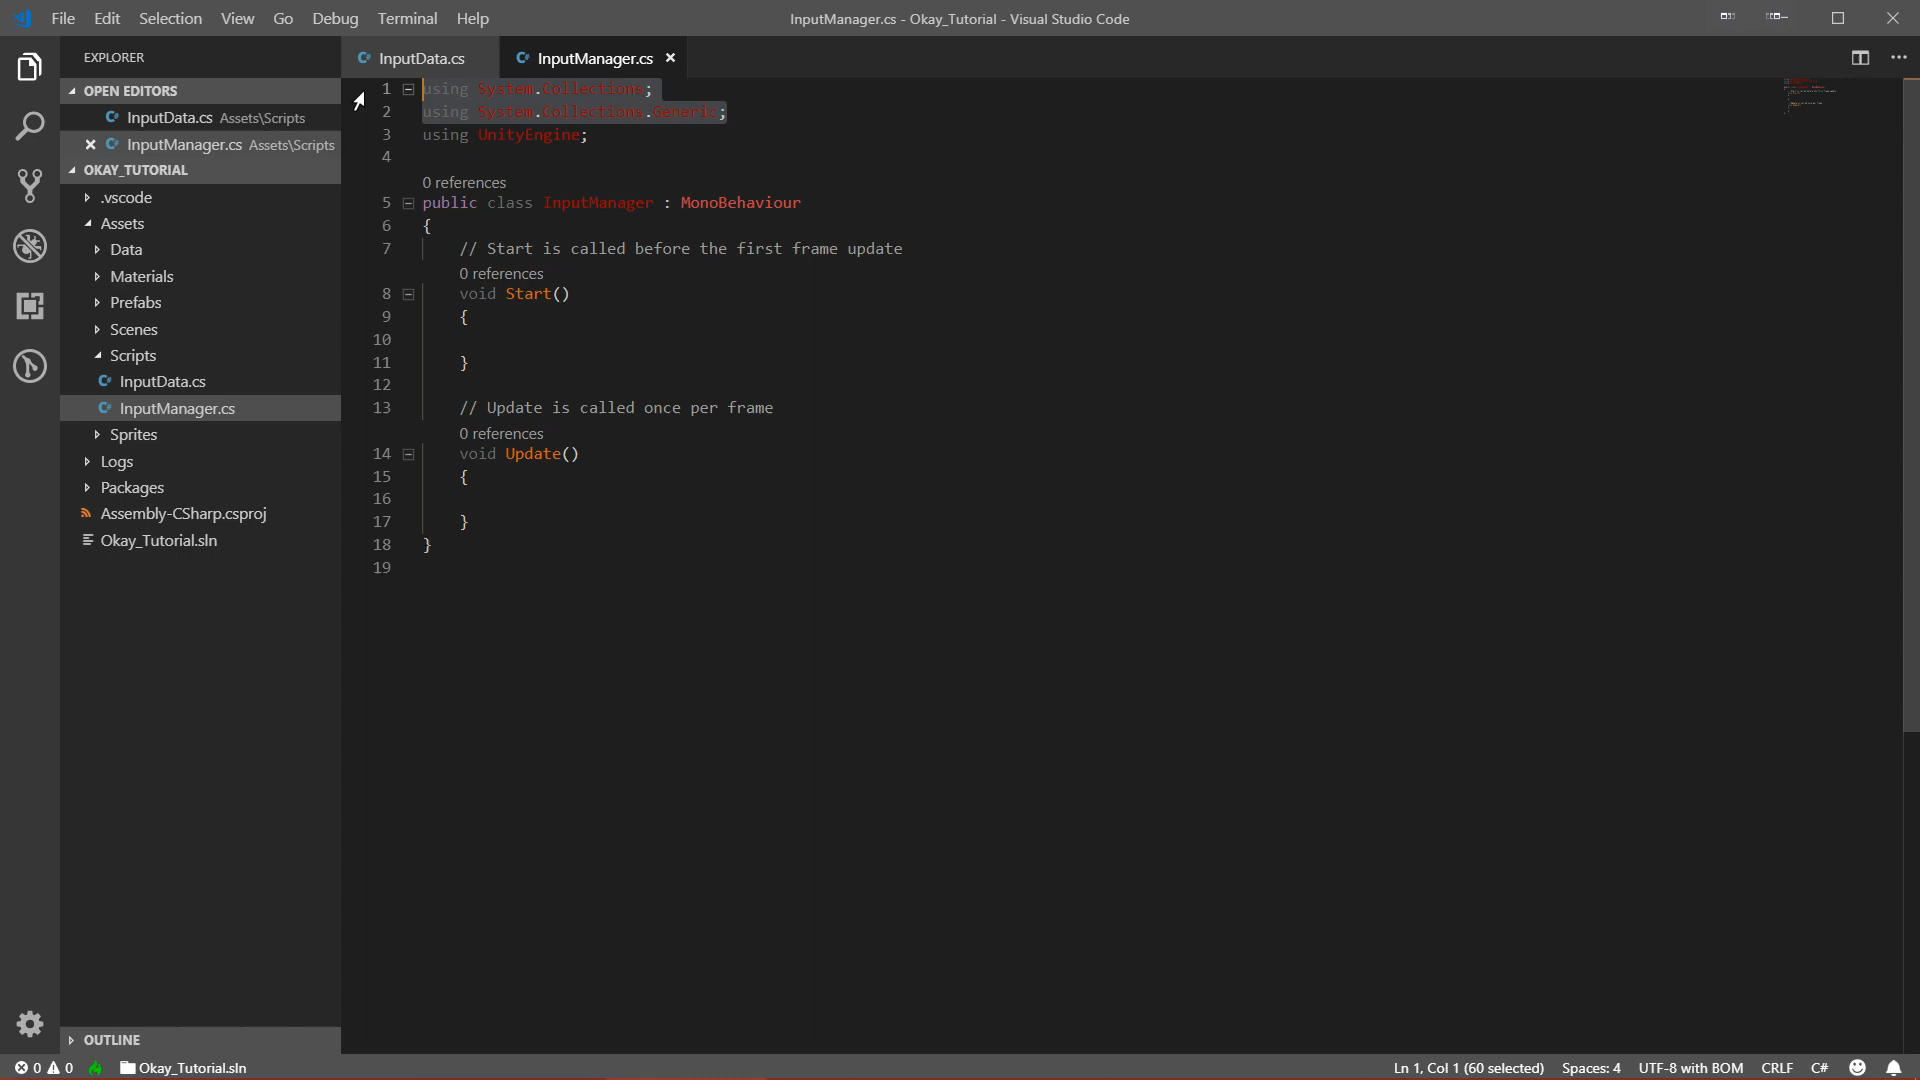 File Edit Selection View Go Debug Terminal Help
InputManager.cs - Okay_Tutorial - Visual Studio Code
EXPLORER
OPEN EDITORS
InputData.cs Assets\Scripts
InputManager.cs Assets\Scripts
OKAY_TUTORIAL
.vscode
Assets
Data
Materials
Prefabs
Scenes
Scripts
InputData.cs
InputManager.cs
Sprites
Logs
Packages
Assembly-CSharp.csproj
Okay_Tutorial.sln
OUTLINE
InputData.cs
InputManager.cs
1 using System.Collections;
2 using System.Collections.Generic;
3 using UnityEngine;
4
0 references
5 public class InputManager : MonoBehaviour
6 {
7 // Start is called before the first frame update
0 references
8 void Start()
9 {
10
11 }
12
13 // Update is called once per frame
0 references
14 void Update()
15 {
16
17 }
18 }
19
0 0 Okay_Tutorial.sln
Ln 1, Col 1 (60 selected) Spaces: 4 UTF-8 with BOM CRLF C#